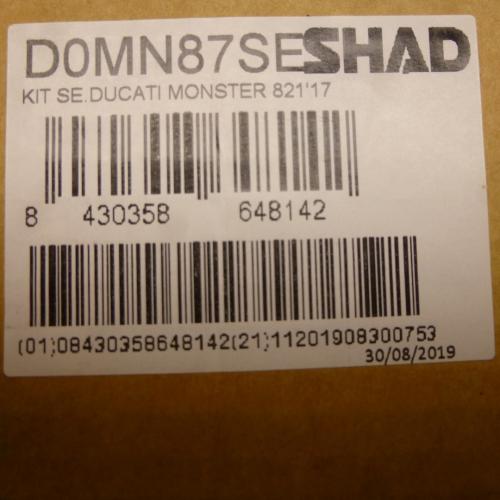 D0MN87SE SHAD
KIT SE.DUCATI MONSTER 821'17
8 430358 648142
(01)08430358648142(21)11201908300753
30/08/2019